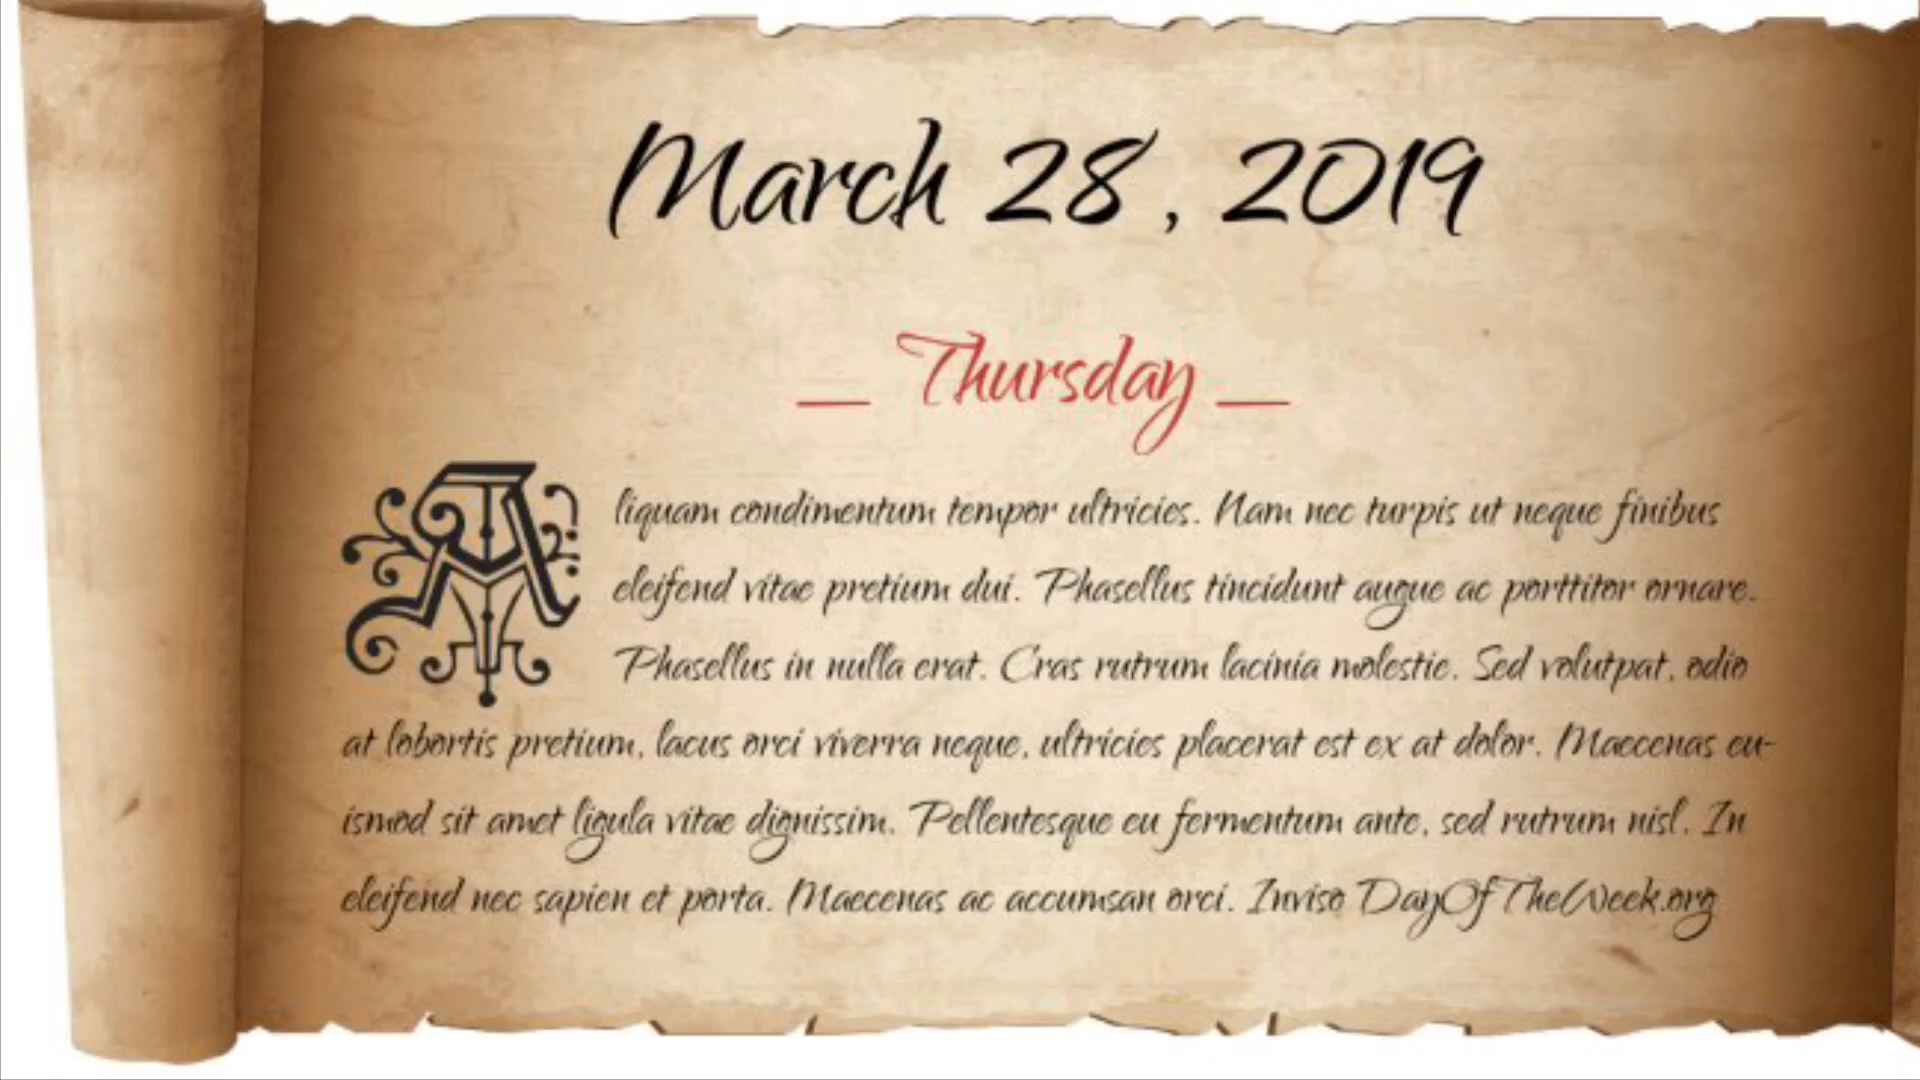 March 28, 2019
_ Thursday _
Aliquam condimentum tempor ultricies. Nam nec turpis ut neque finibus
eleifend vitae pretium dui. Phasellus tincidunt augue ac porttitor ornare.
Phasellus in nulla erat. Cras rutrum lacinia molestie. Sed volutpat, odio
at lobortis pretium, lacus orci viverra neque, ultricies placerat est ex at dolor. Maecenas eu-
ismod sit amet ligula vitae dignissim. Pellentesque eu fermentum ante, sed rutrum nisl. In
eleifend nec sapien et porta. Maecenas ac accumsan orci. Inviso DayOfTheWeek.org